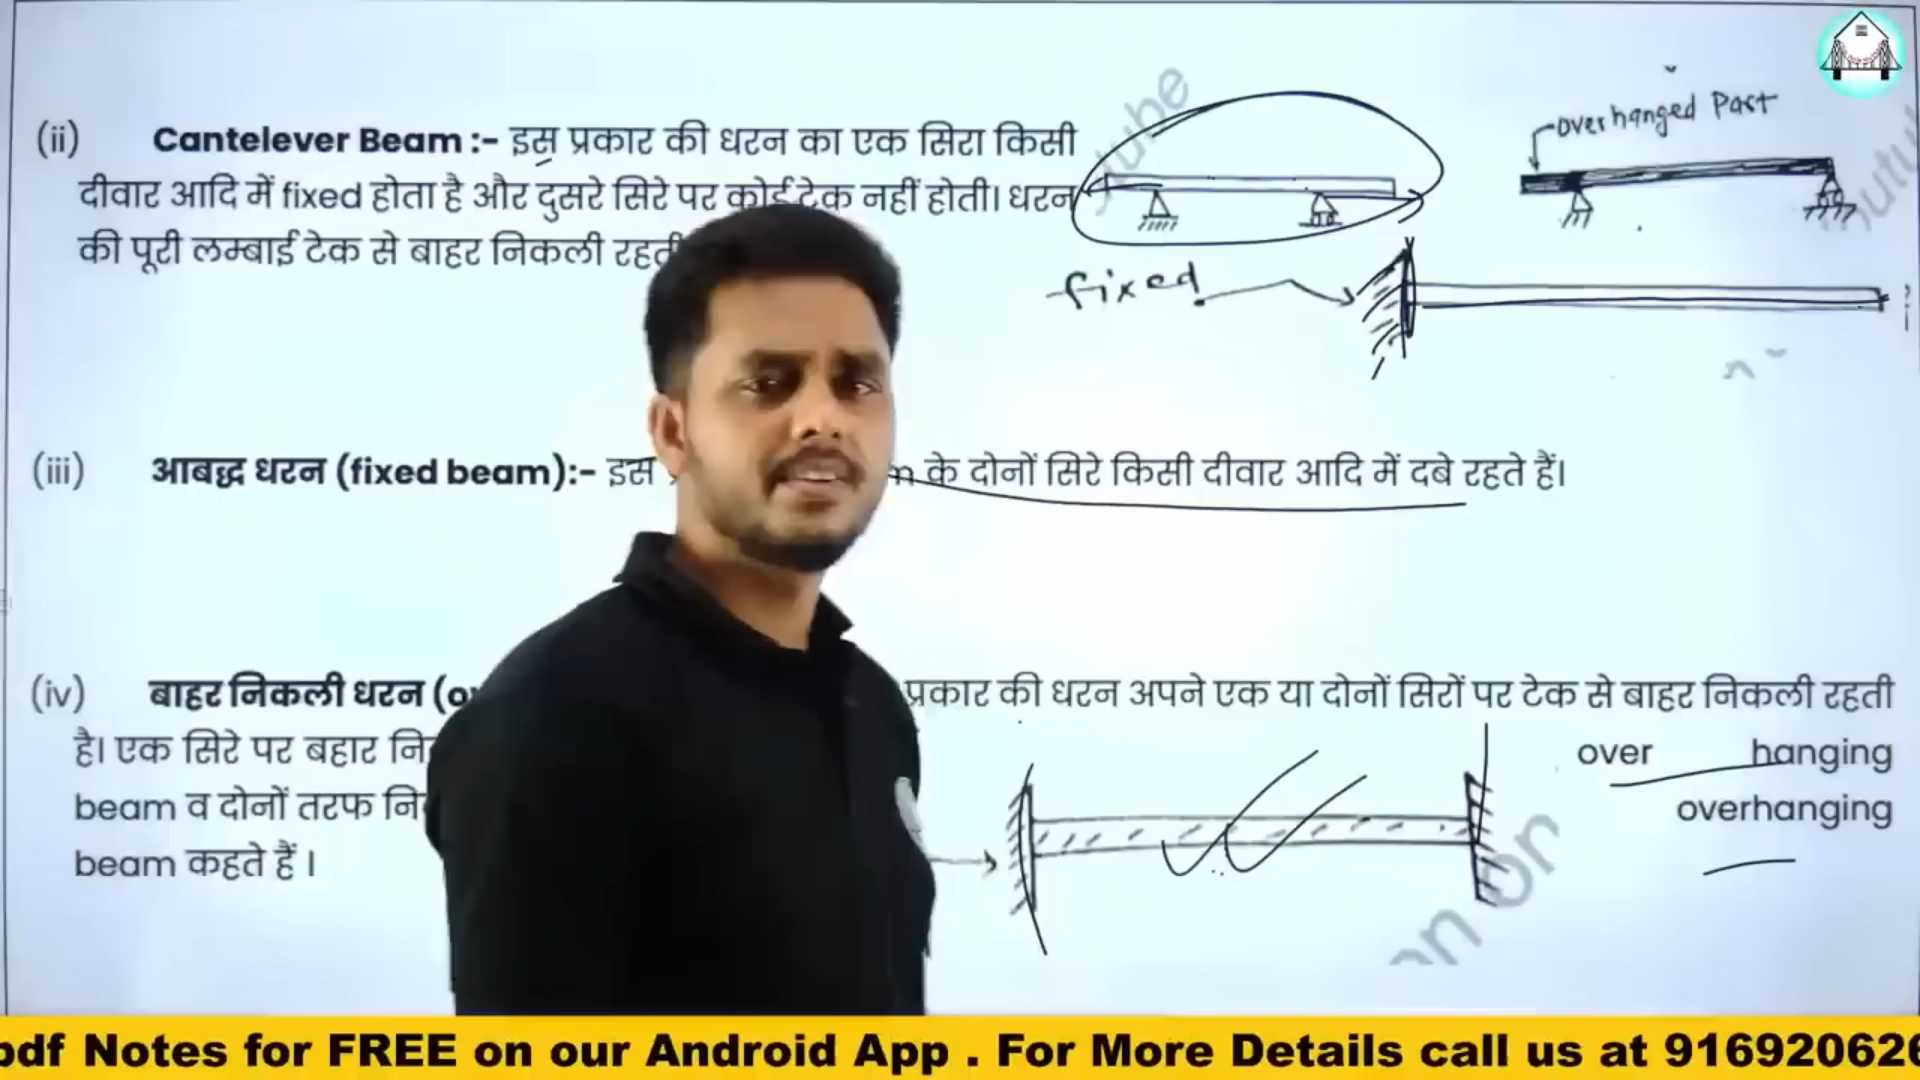 (ii) Cantelever Beam :- इस प्रकार की धरन का एक सिरा किसी
दीवार आदि में fixed होता है और दुसरे सिरे पर कोई टेक नहीं होती। धरन
की पूरी लम्बाई टेक से बाहर निकली रहती
overhanged Part
fixed
(iii) आबद्ध धरन (fixed beam):- इस के दोनों सिरे किसी दीवार आदि में दबे रहते हैं।
(iv) बाहर निकली धरन ( प्रकार की धरन अपने एक या दोनों सिरों पर टेक से बाहर निकली रहती
है। एक सिरे पर बहार over hanging
beam व दोनों तरफ overhanging
beam कहते हैं ।
on
pdf Notes for FREE on our Android App . For More Details call us at 916920626